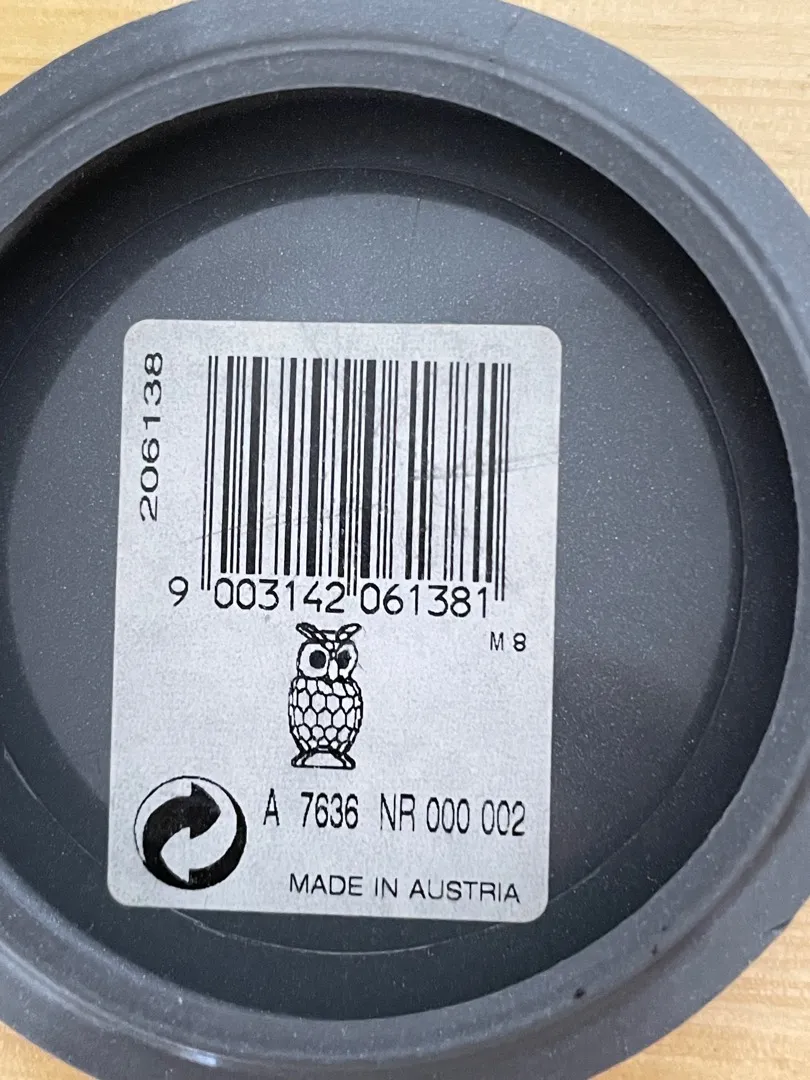 206138
9 003142 061381
M 8
A 7636 NR 000 002
MADE IN AUSTRIA